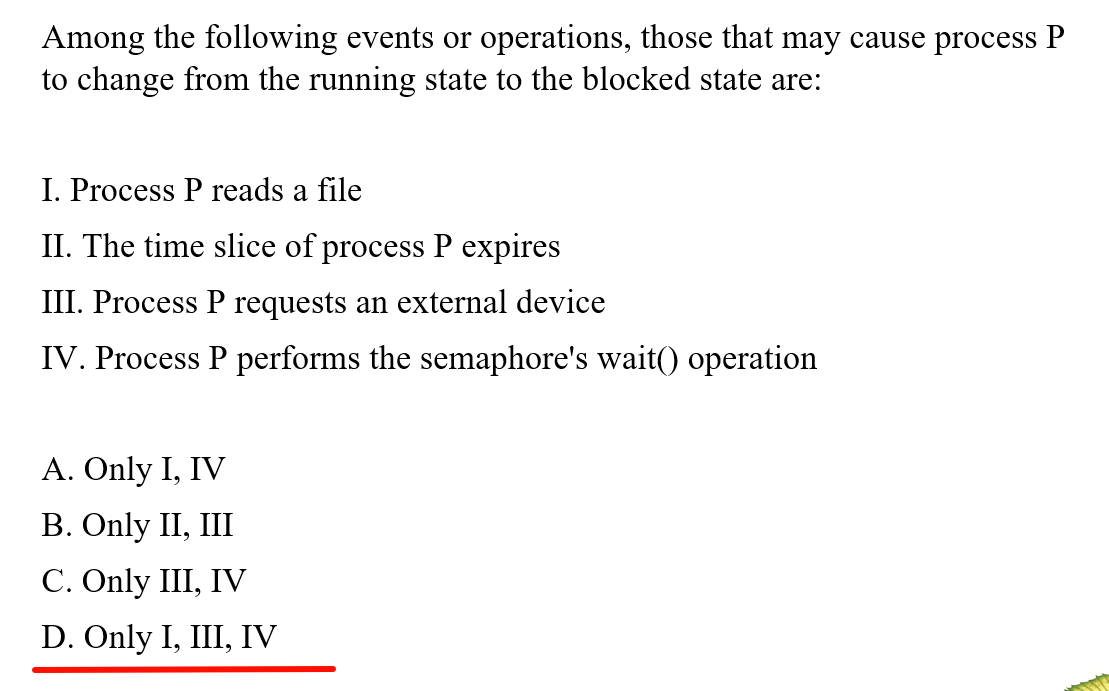 Among the following events or operations, those that may cause process P
to change from the running state to the blocked state are:
I. Process P reads a file
II. The time slice of process P expires
III. Process P requests an external device
IV. Process P performs the semaphore's wait() operation
A. Only I, IV
B. Only II, III
C. Only III, IV
D. Only I, III, IV